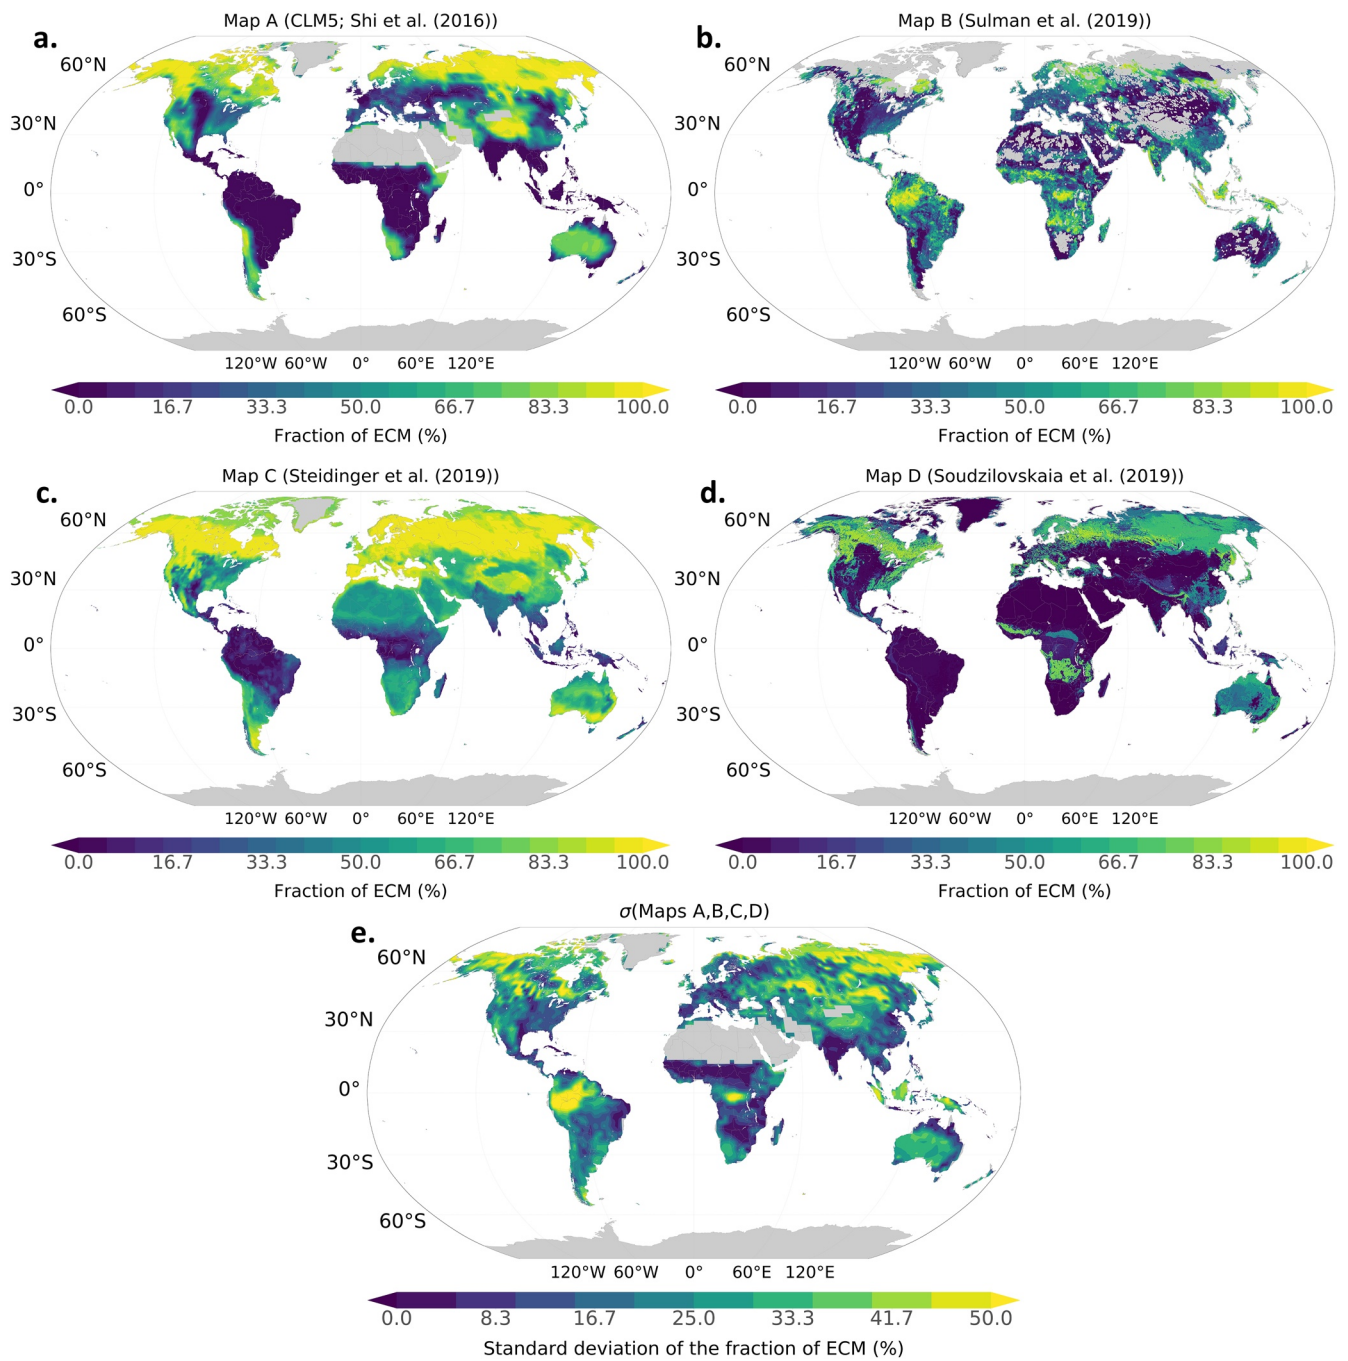 Map A (CLM5; Shi et al. (2016))
a.
60°N
30°N
0°
30°S
60°S
120°W 60°W 0° 60°E 120°E
0.0 16.7 33.3 50.0 66.7 83.3 100.0
Fraction of ECM (%)
Map B (Sulman et al. (2019))
b.
60°N
30°N
0°
30°S
60°S
120°W 60°W 0° 60°E 120°E
0.0 16.7 33.3 50.0 66.7 83.3 100.0
Fraction of ECM (%)
Map C (Steidinger et al. (2019))
c.
60°N
30°N
0°
30°S
60°S
120°W 60°W 0° 60°E 120°E
0.0 16.7 33.3 50.0 66.7 83.3 100.0
Fraction of ECM (%)
Map D (Soudzilovskaia et al. (2019))
d.
60°N
30°N
0°
30°S
60°S
120°W 60°W 0° 60°E 120°E
0.0 16.7 33.3 50.0 66.7 83.3 100.0
Fraction of ECM (%)
σ(Maps A,B,C,D)
e.
60°N
30°N
0°
30°S
60°S
120°W 60°W 0° 60°E 120°E
0.0 8.3 16.7 25.0 33.3 41.7 50.0
Standard deviation of the fraction of ECM (%)